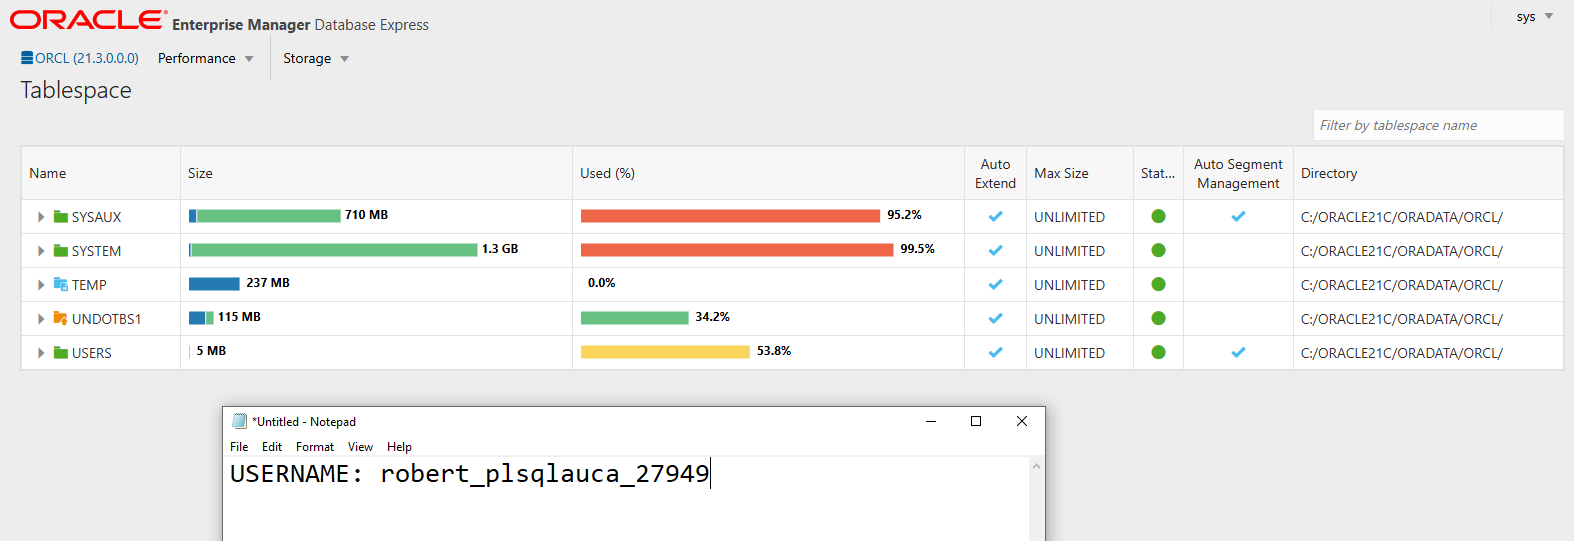 ORACLE Enterprise Manager Database Express
sys
ORCL (21.3.0.0.0) Performance Storage
Tablespace
Filter by tablespace name
Name Size Used (%) Auto Extend Max Size Stat... Auto Segment Management Directory
SYSAUX 710 MB 95.2% UNLIMITED C:/ORACLE21C/ORADATA/ORCL/
SYSTEM 1.3 GB 99.5% UNLIMITED C:/ORACLE21C/ORADATA/ORCL/
TEMP 237 MB 0.0% UNLIMITED C:/ORACLE21C/ORADATA/ORCL/
UNDOTBS1 115 MB 34.2% UNLIMITED C:/ORACLE21C/ORADATA/ORCL/
USERS 5 MB 53.8% UNLIMITED C:/ORACLE21C/ORADATA/ORCL/
*Untitled - Notepad
File Edit Format View Help
USERNAME: robert_plsqlauca_27949